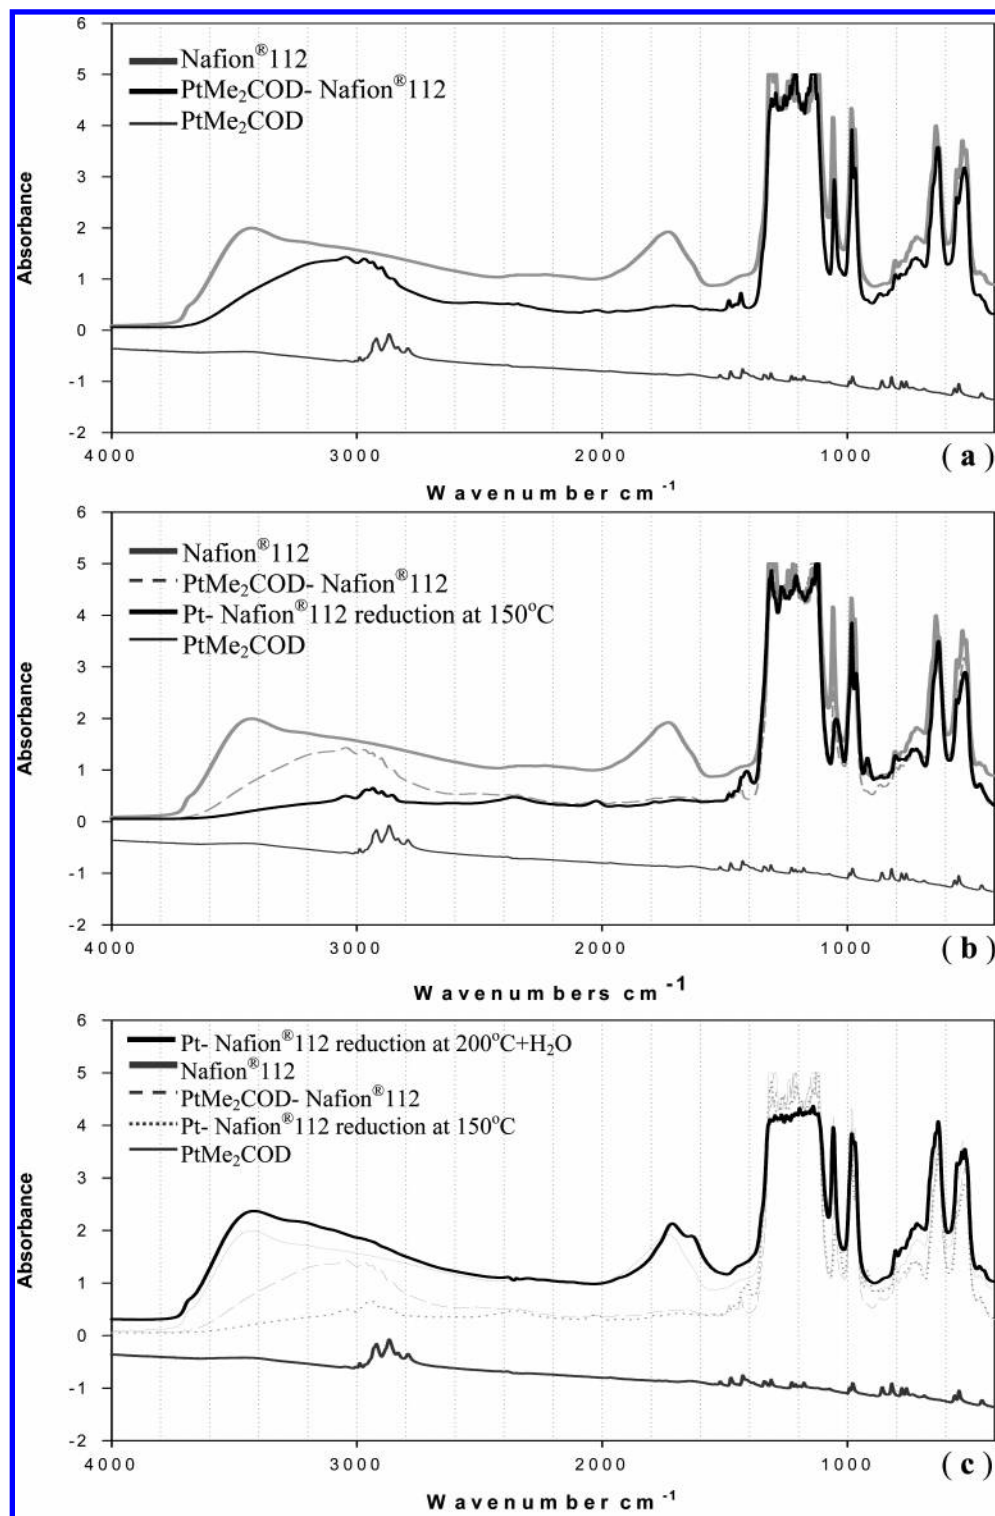 6
5
4
3
2
1
0
-1
-2
Absorbance
Nafion®112
PtMe₂COD- Nafion®112
PtMe₂COD
4000 3000 2000 1000
(a)
Wavenumber cm⁻¹
6
5
4
3
2
1
0
-1
-2
Absorbance
Nafion®112
PtMe₂COD- Nafion®112
Pt- Nafion®112 reduction at 150°C
PtMe₂COD
4000 3000 2000 1000
(b)
Wavenumbers cm⁻¹
6
5
4
3
2
1
0
-1
-2
Absorbance
Pt- Nafion®112 reduction at 200°C+H₂O
Nafion®112
PtMe₂COD- Nafion®112
Pt- Nafion®112 reduction at 150°C
PtMe₂COD
4000 3000 2000 1000
(c)
Wavenumber cm⁻¹